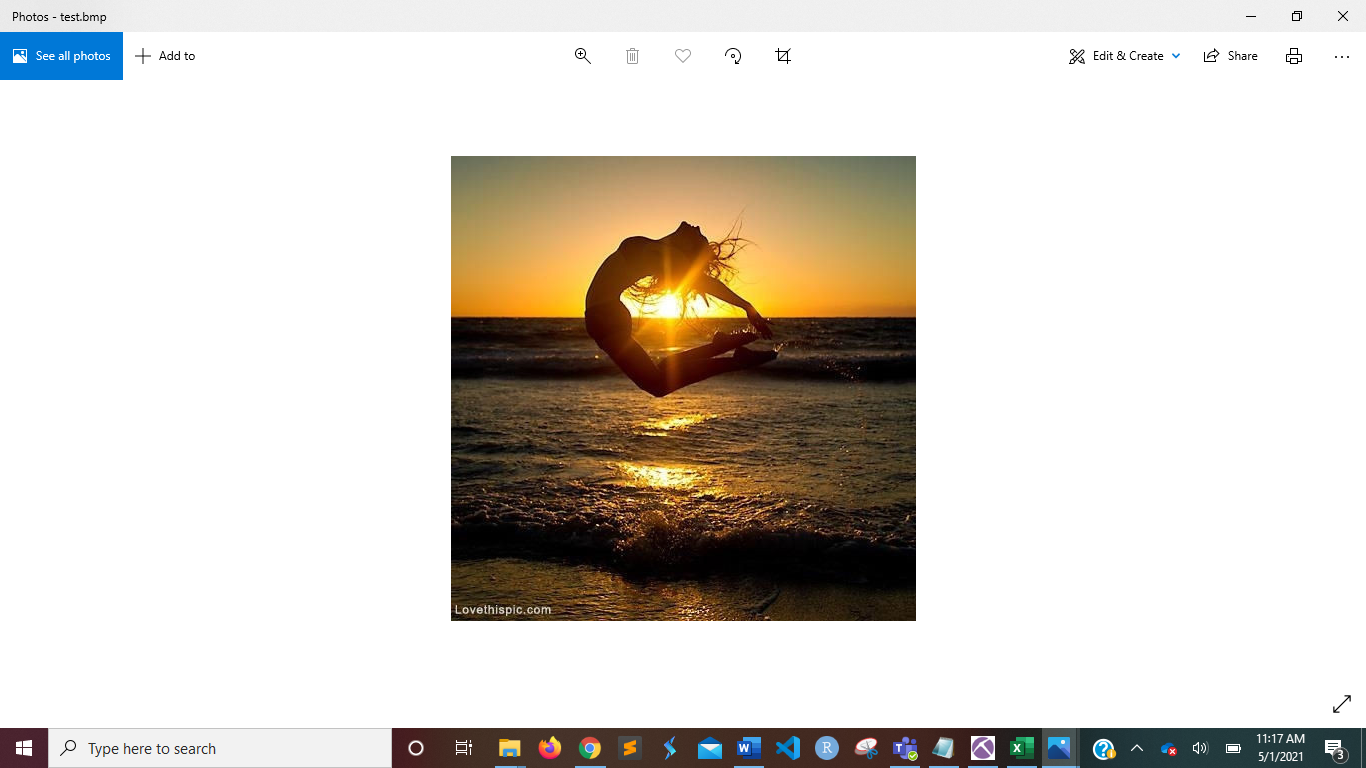 Photos - test.bmp
See all photos
Add to
Edit & Create
Share
Lovethispic.com
Type here to search
11:17 AM
5/1/2021
3